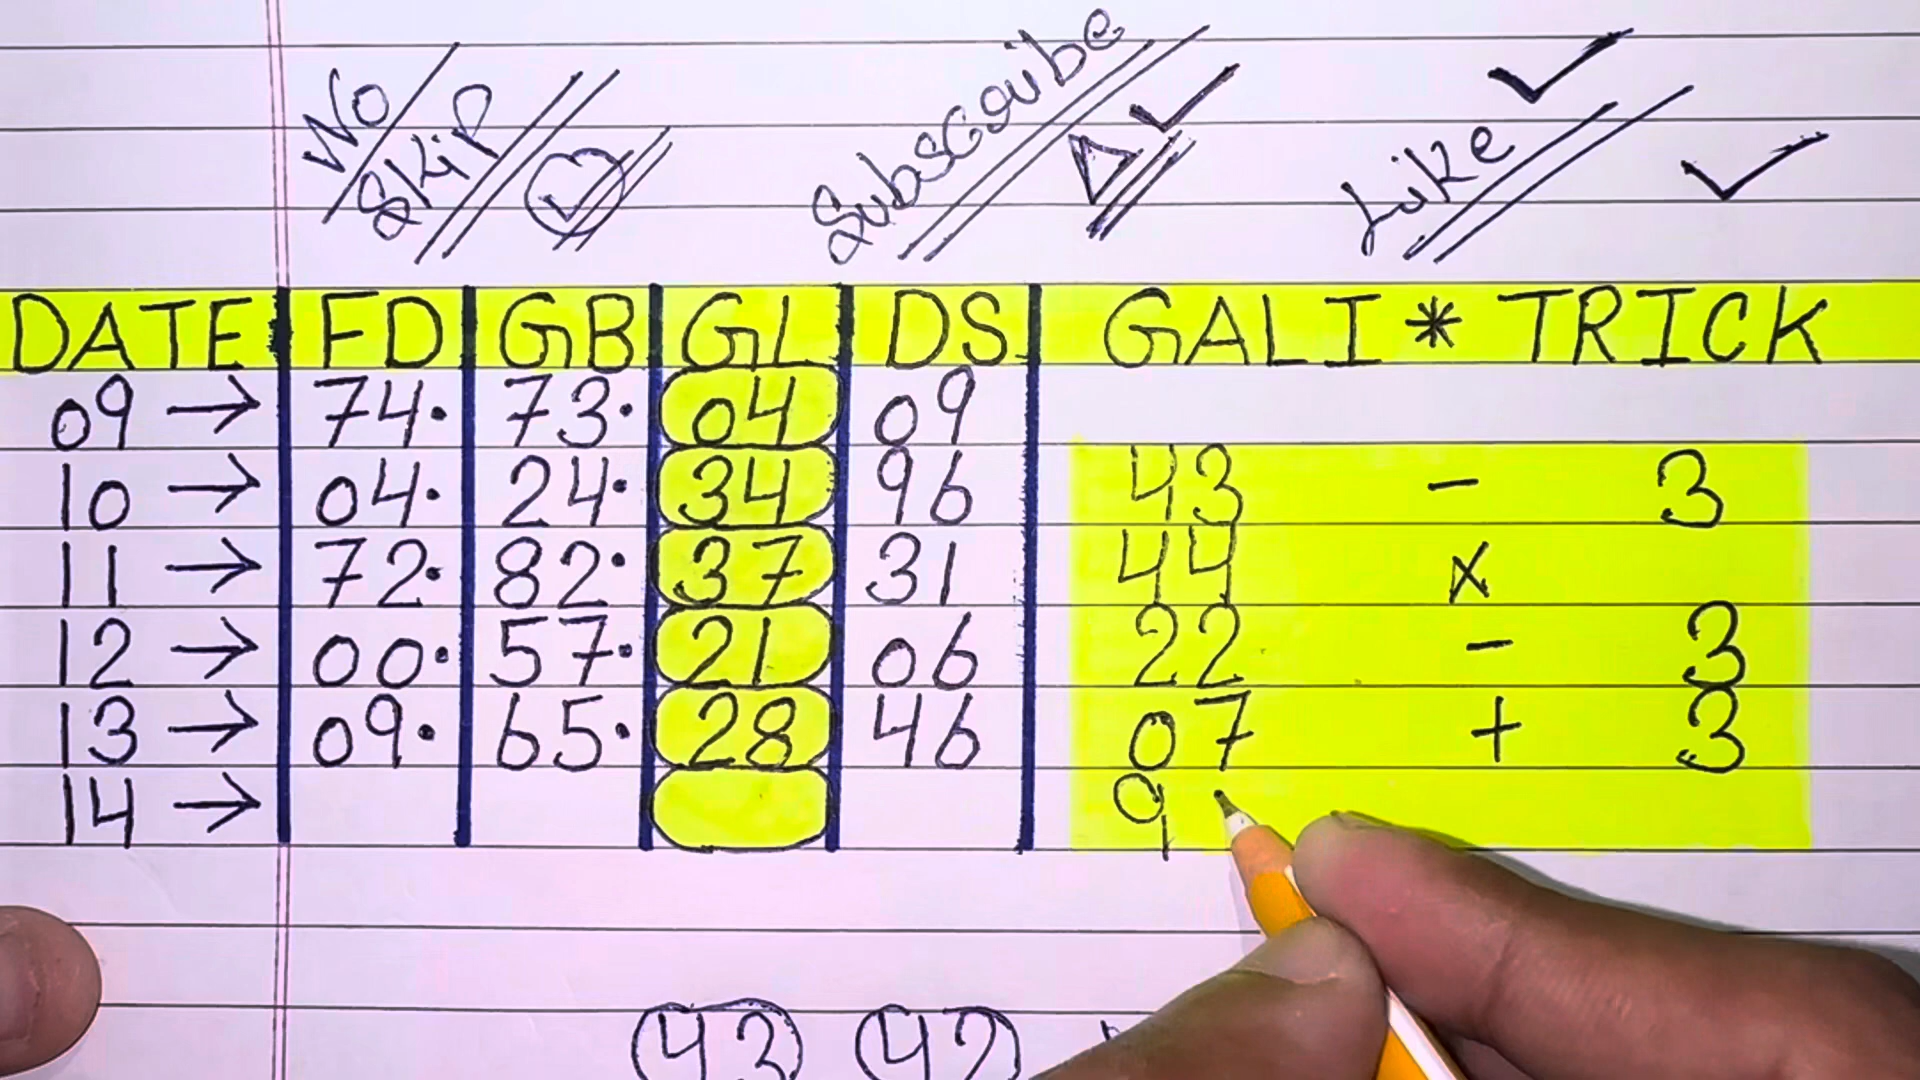 No Skip
Subscribe
Like
DATE FD GB GL DS GALI * TRICK
09 → 74. 73. 04 09
10 → 04. 24. 34 96 43 - 3
11 → 72. 82. 37 31 44 x
12 → 00. 57. 21 06 22 - 3
13 → 09. 65. 28 46 07 + 3
14 → 9
43 42